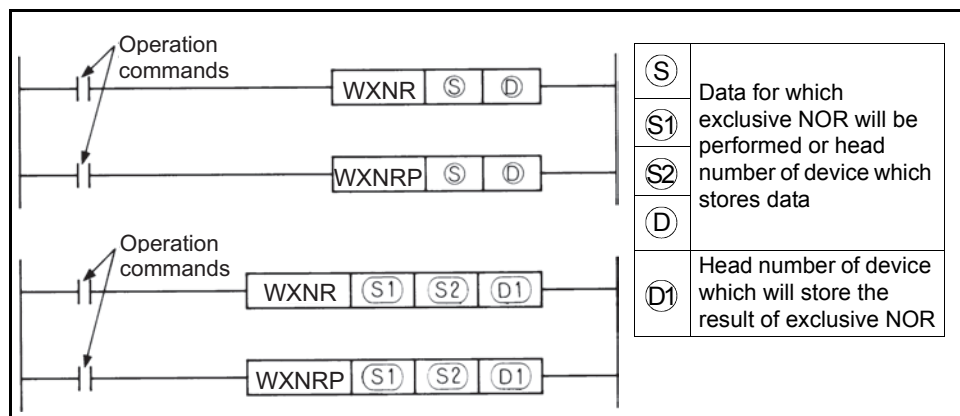 Operation
commands
WXNR S D
WXNRP S D
Operation
commands
WXNR S1 S2 D1
WXNRP S1 S2 D1
S
S1
S2
D
Data for which
exclusive NOR will be
performed or head
number of device which
stores data
D1
Head number of device
which will store the
result of exclusive NOR